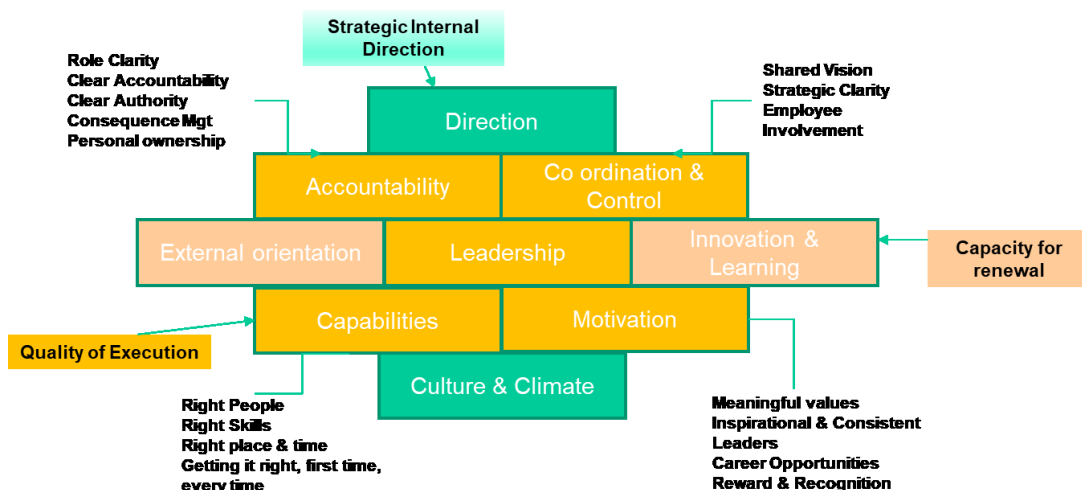 Strategic Internal
Direction
Role Clarity
Clear Accountability
Clear Authority
Consequence Mgt
Personal ownership
Shared Vision
Strategic Clarity
Employee
Involvement
Direction
Accountability
Co ordination &
Control
External orientation
Leadership
Innovation &
Learning
Capacity for
renewal
Capabilities
Motivation
Quality of Execution
Culture & Climate
Right People
Right Skills
Right place & time
Getting it right, first time,
every time
Meaningful values
Inspirational & Consistent
Leaders
Career Opportunities
Reward & Recognition